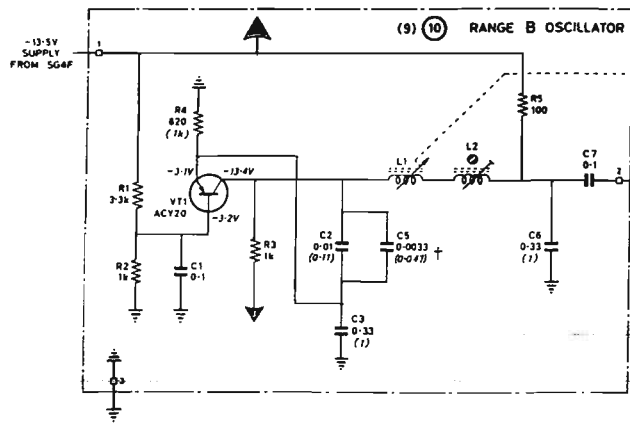 (9) (10) RANGE B OSCILLATOR
-13·5V
SUPPLY
FROM SG4F
1
R4
820
(1k)
R5
100
-3·1V
-13·4V
L1
L2
C7
0·1
2
R1
3·3k
VT1
ACY20
-3·2V
R2
1k
C1
0·1
R3
1k
C2
0·01
(0·11)
C5
0·0033
(0·047) †
C6
0·33
(1)
C3
0·33
(1)
3